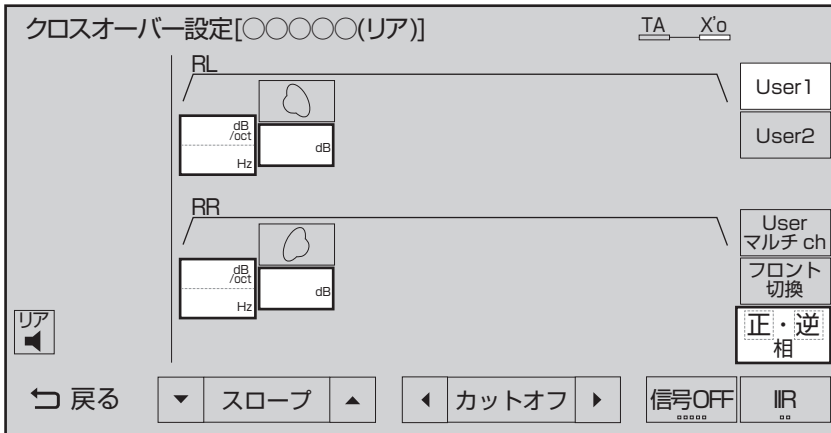 クロスオーバー設定[○○○○○(リア)]
TA X'o
RL
User1
dB
/oct
Hz
dB
User2
RR
User
マルチ ch
dB
/oct
Hz
dB
フロント
切換
リア
正・逆
相
戻る
▼ スロープ ▲
◀ カットオフ ▶
信号OFF
IIR